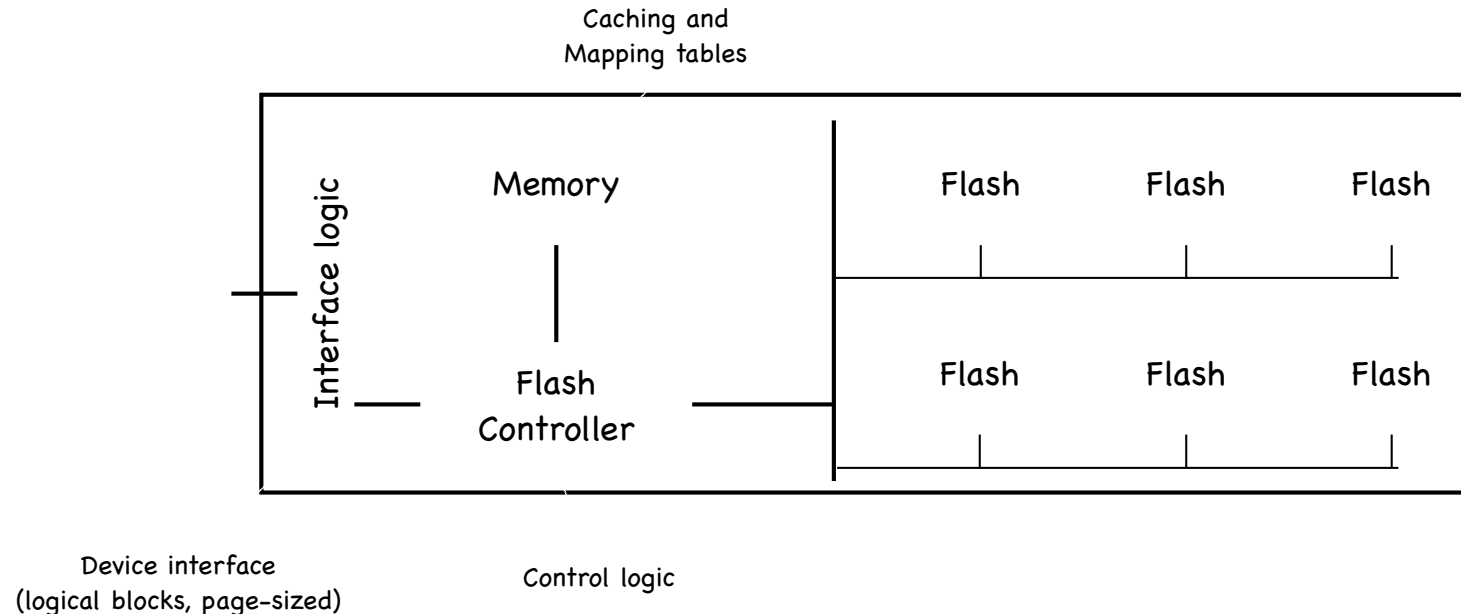 Caching and
Mapping tables
Interface logic
Memory
Flash Flash Flash
Flash
Controller
Flash Flash Flash
Device interface
(logical blocks, page-sized)
Control logic